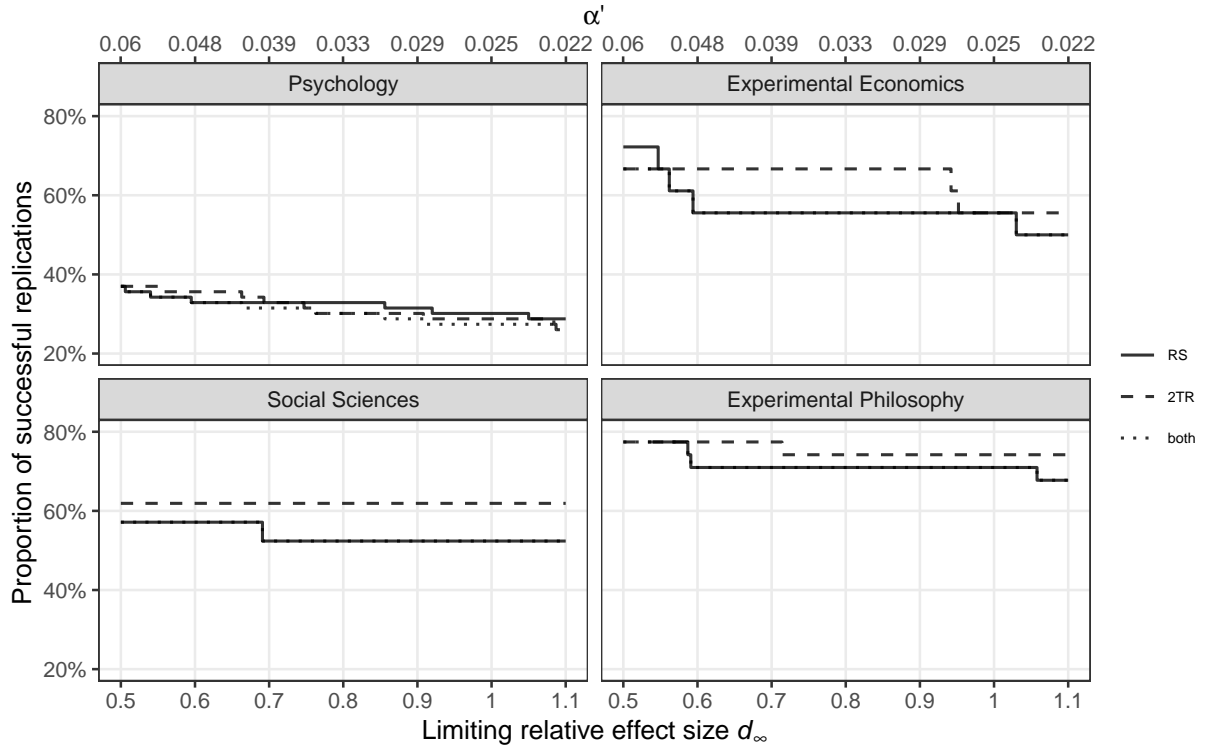 α'
0.06 0.048 0.039 0.033 0.029 0.025 0.022 0.06 0.048 0.039 0.033 0.029 0.025 0.022
Psychology Experimental Economics
80%
60%
40%
20%
Social Sciences Experimental Philosophy
80%
60%
40%
20%
0.5 0.6 0.7 0.8 0.9 1 1.1 0.5 0.6 0.7 0.8 0.9 1 1.1
Limiting relative effect size d∞
Proportion of successful replications
RS
2TR
both